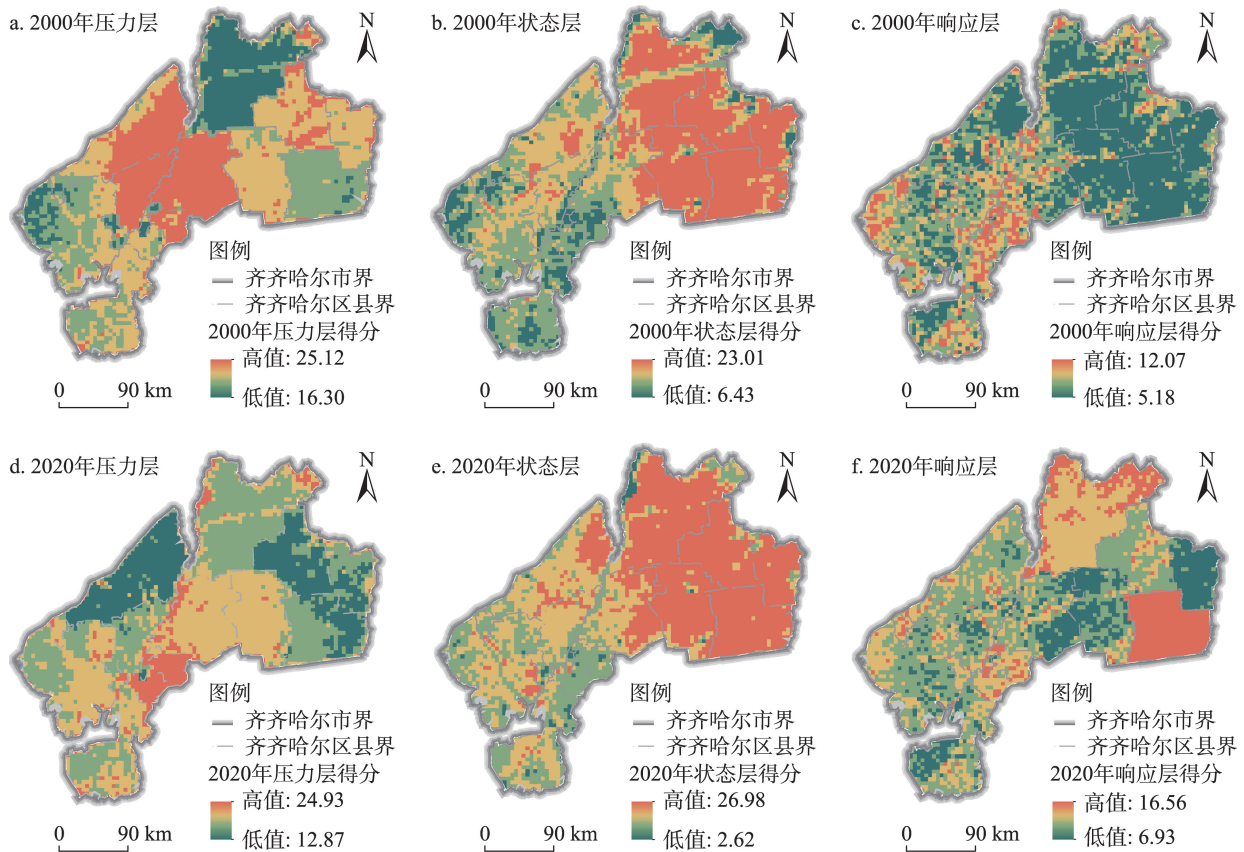 a. 2000年压力层
N
图例
齐齐哈尔市界
齐齐哈尔区县界
2000年压力层得分
高值: 25.12
低值: 16.30
0 90 km
b. 2000年状态层
N
图例
齐齐哈尔市界
齐齐哈尔区县界
2000年状态层得分
高值: 23.01
低值: 6.43
0 90 km
c. 2000年响应层
N
图例
齐齐哈尔市界
齐齐哈尔区县界
2000年响应层得分
高值: 12.07
低值: 5.18
0 90 km
d. 2020年压力层
N
图例
齐齐哈尔市界
齐齐哈尔区县界
2020年压力层得分
高值: 24.93
低值: 12.87
0 90 km
e. 2020年状态层
N
图例
齐齐哈尔市界
齐齐哈尔区县界
2020年状态层得分
高值: 26.98
低值: 2.62
0 90 km
f. 2020年响应层
N
图例
齐齐哈尔市界
齐齐哈尔区县界
2020年响应层得分
高值: 16.56
低值: 6.93
0 90 km